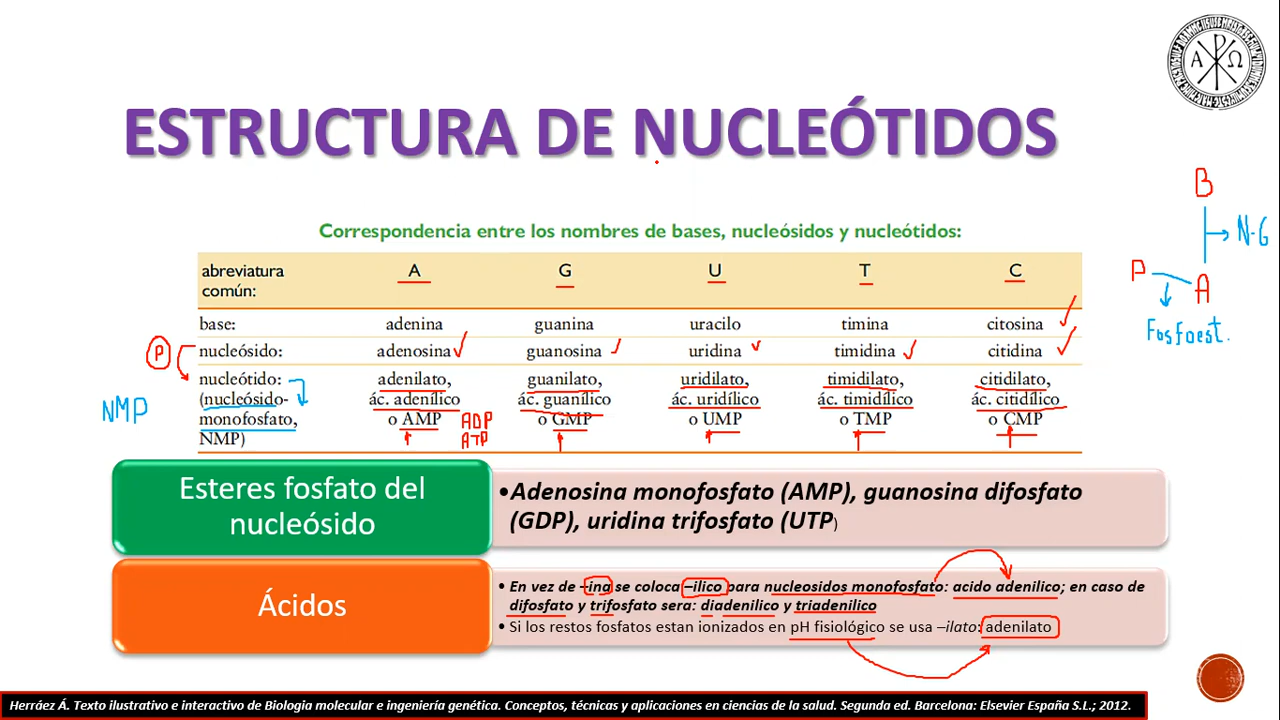 ESTRUCTURA DE NUCLEÓTIDOS
Correspondencia entre los nombres de bases, nucleósidos y nucleótidos:
abreviatura común: A G U T C
base: adenina guanina uracilo timina citosina
nucleósido: adenosina guanosina uridina timidina citidina
nucleótido: adenilato, guanilato, uridilato, timidilato, citidilato,
(nucleósido- ác. adenílico ác. guanílico ác. uridílico ác. timidílico ác. citidílico
monofosfato, o AMP o GMP o UMP o TMP o CMP
NMP)
P
NMP
ADP
ATP
B
N-G
P
A
Fosfoest.
Esteres fosfato del
nucleósido
•Adenosina monofosfato (AMP), guanosina difosfato
(GDP), uridina trifosfato (UTP)
Ácidos
• En vez de –ina se coloca –ilico para nucleosidos monofosfato: acido adenilico; en caso de
difosfato y trifosfato sera: diadenilico y triadenilico
• Si los restos fosfatos estan ionizados en pH fisiológico se usa –ilato: adenilato
Herráez Á. Texto ilustrativo e interactivo de Biologia molecular e ingeniería genética. Conceptos, técnicas y aplicaciones en ciencias de la salud. Segunda ed. Barcelona: Elsevier España S.L.; 2012.